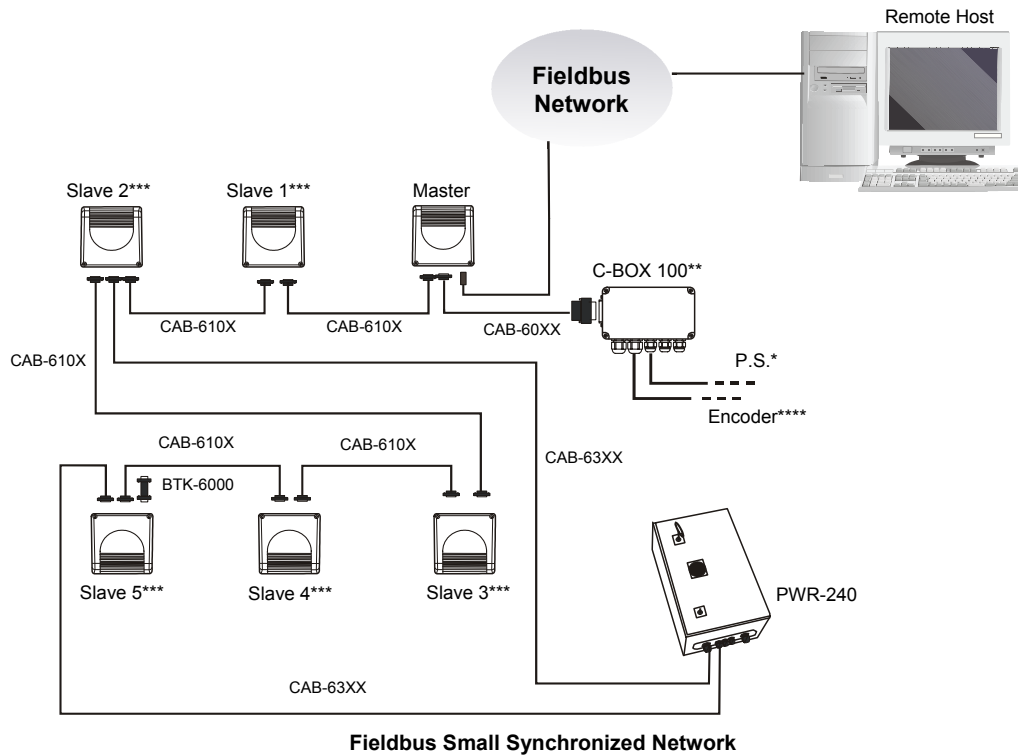 Remote Host
Fieldbus
Network
Slave 2***
Slave 1***
Master
C-BOX 100**
CAB-610X
CAB-610X
CAB-60XX
CAB-610X
P.S.*
Encoder****
CAB-610X
CAB-610X
CAB-63XX
BTK-6000
Slave 5***
Slave 4***
Slave 3***
PWR-240
CAB-63XX
Fieldbus Small Synchronized Network